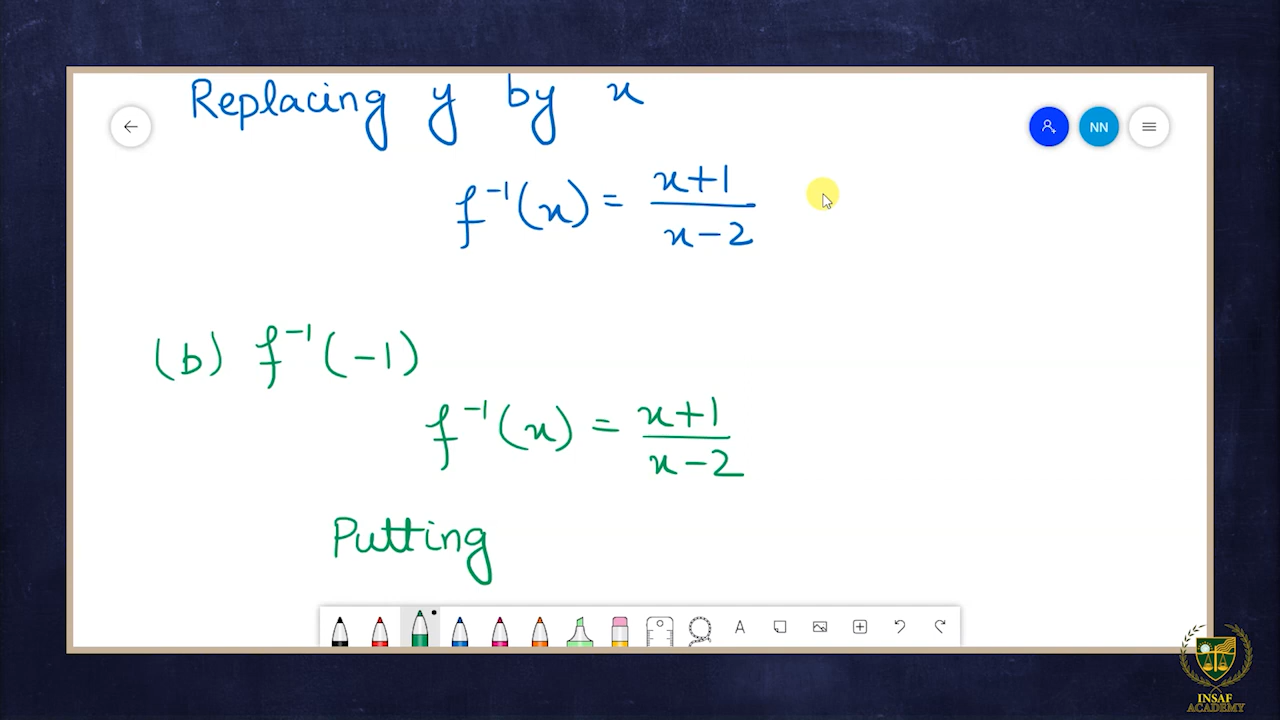 Replacing y by x
NN
f⁻¹(x) = x+1 / x-2
(b) f⁻¹(-1)
f⁻¹(x) = x+1 / x-2
Putting
A
INSAF
ACADEMY